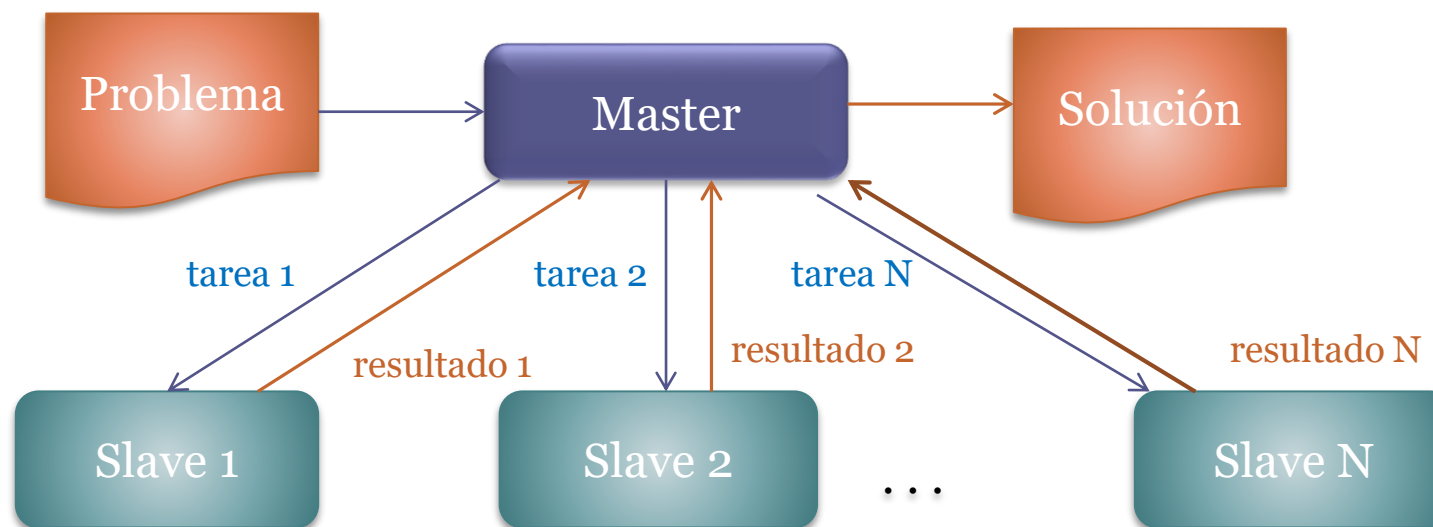 Problema
Master
Solución
tarea 1
tarea 2
tarea N
resultado 1
resultado 2
resultado N
Slave 1
Slave 2
. . .
Slave N